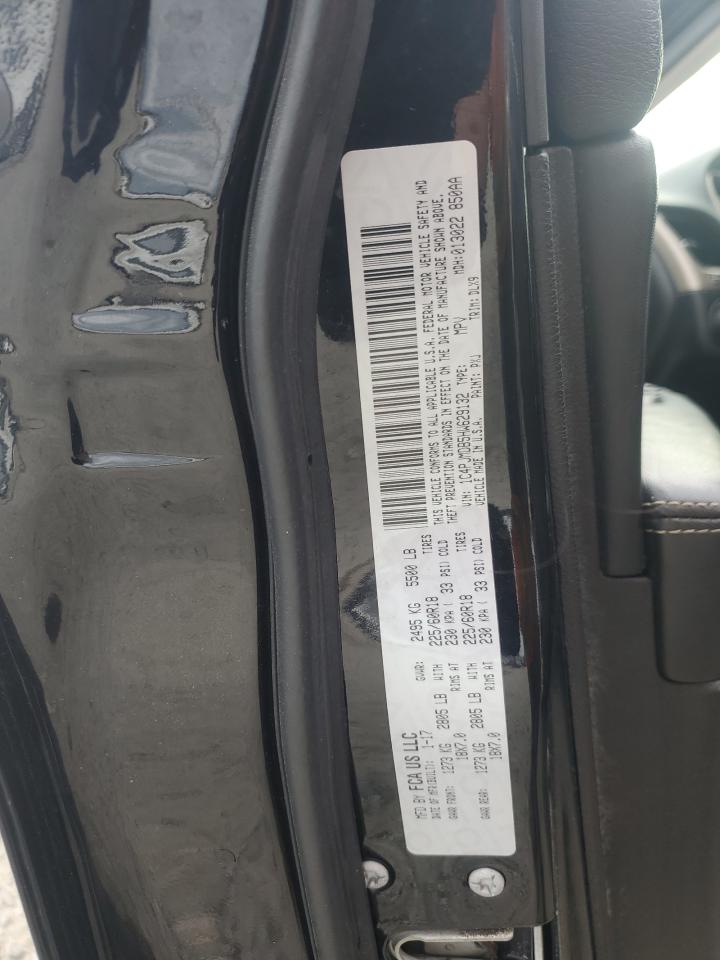 MFD BY FCA US LLC
DATE OF MFR(BUILT): 1-17
GVWR: 2495 KG 5500 LB
GAWR FRONT: 1273 KG 2805 LB WITH 225/60R18 TIRES
18X7.0 RIMS AT 230 KPA ( 33 PSI) COLD
GAWR REAR: 1273 KG 2805 LB WITH 225/60R18 TIRES
18X7.0 RIMS AT 230 KPA ( 33 PSI) COLD
THIS VEHICLE CONFORMS TO ALL APPLICABLE U.S.A. FEDERAL MOTOR VEHICLE SAFETY AND
THEFT PREVENTION STANDARDS IN EFFECT ON THE DATE OF MANUFACTURE SHOWN ABOVE.
VIN: 1C4PJMDB5HW629132 TYPE: MPV MDH:013022 850AA
VEHICLE MADE IN U.S.A. PAINT: PXJ TRIM: DLX9